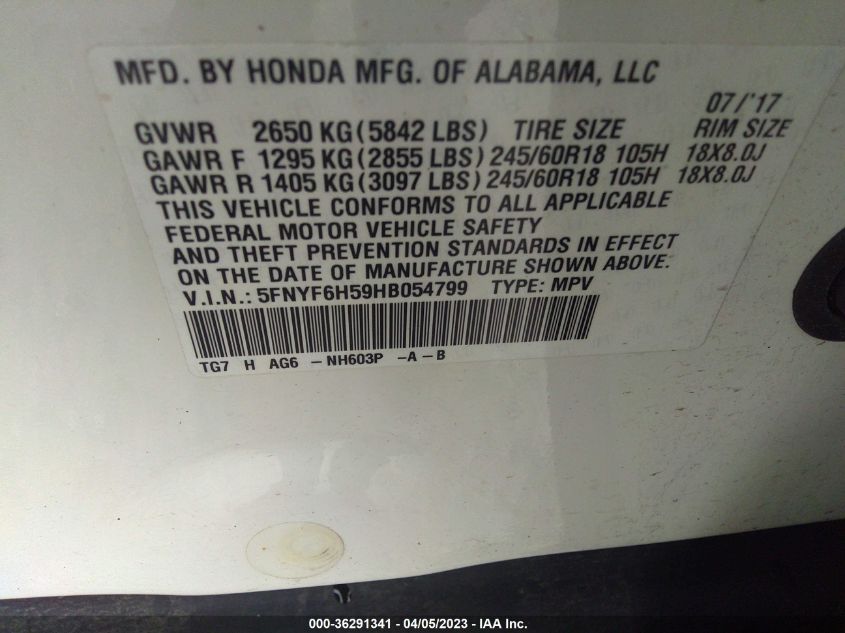 MFD. BY HONDA MFG. OF ALABAMA, LLC
07/'17
GVWR 2650 KG (5842 LBS) TIRE SIZE RIM SIZE
GAWR F 1295 KG (2855 LBS) 245/60R18 105H 18X8.0J
GAWR R 1405 KG (3097 LBS) 245/60R18 105H 18X8.0J
THIS VEHICLE CONFORMS TO ALL APPLICABLE
FEDERAL MOTOR VEHICLE SAFETY
AND THEFT PREVENTION STANDARDS IN EFFECT
ON THE DATE OF MANUFACTURE SHOWN ABOVE.
V.I.N.: 5FNYF6H59HB054799 TYPE: MPV
TG7 H AG6 -NH603P -A-B
000-36291341 - 04/05/2023 - IAA Inc.